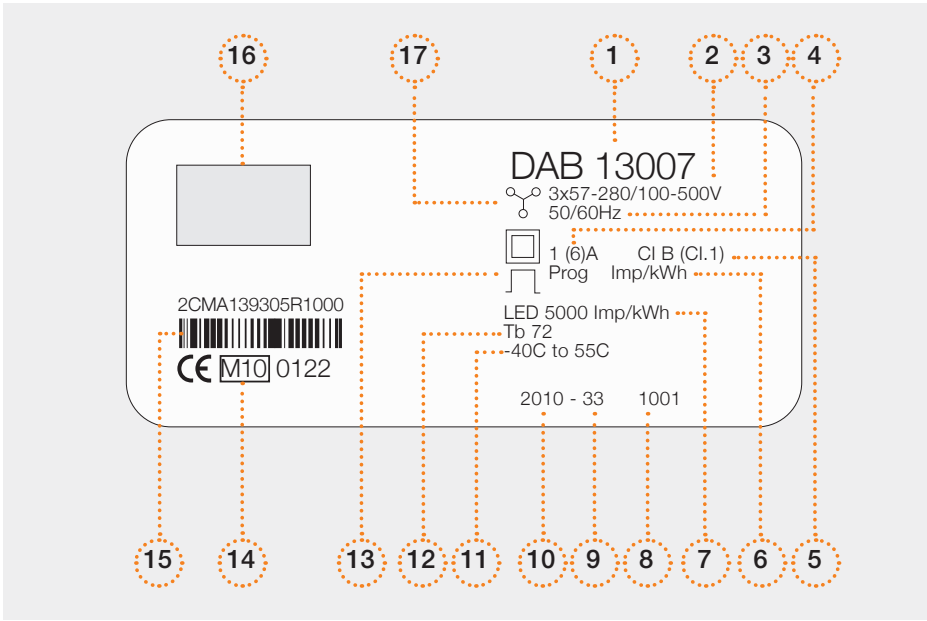 16 17 1 2 3 4
DAB 13007
3x57-280/100-500V
50/60Hz
1 (6)A Cl B (Cl.1)
Prog Imp/kWh
2CMA139305R1000
LED 5000 Imp/kWh
Tb 72
-40C to 55C
CE M10 0122
2010 - 33 1001
15 14 13 12 11 10 9 8 7 6 5